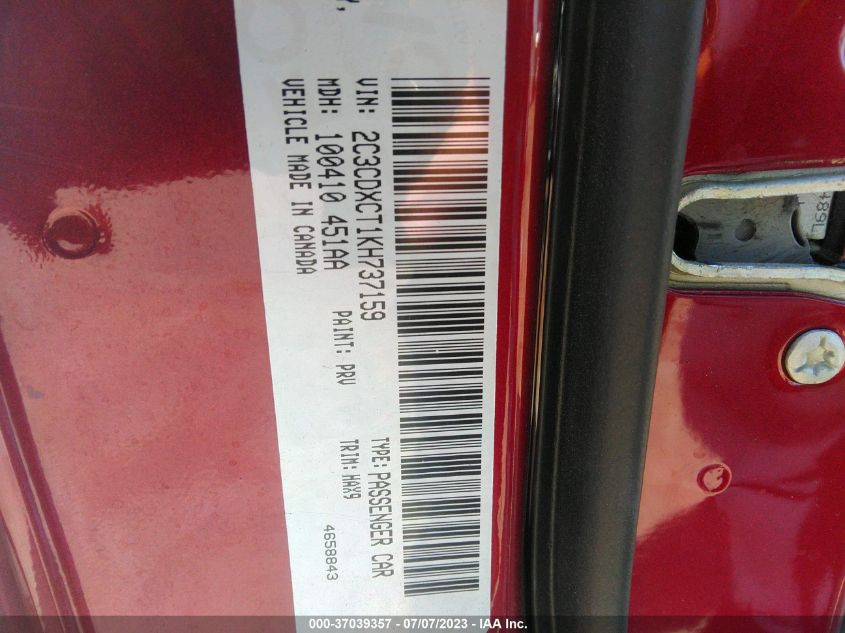 VIN: 2C3CDXCT1KH737159 TYPE: PASSENGER CAR
MDH: 100410 451AA PAINT: PRV TRIM: HAX9
VEHICLE MADE IN CANADA 4658843
489L
000-37039357 - 07/07/2023 - IAA Inc.